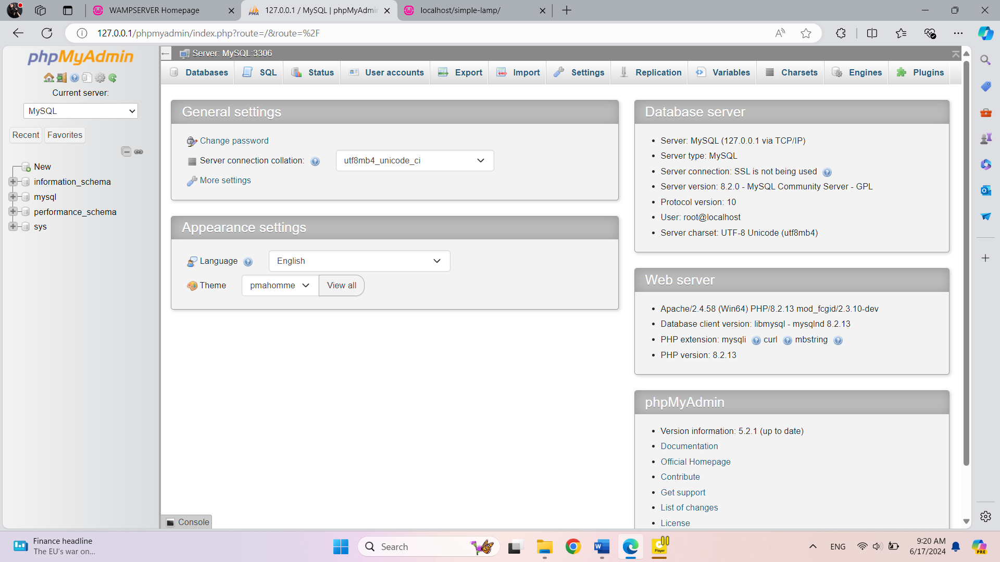 WAMPSERVER Homepage
127.0.0.1 / MySQL | phpMyAdmin
localhost/simple-lamp/
127.0.0.1/phpmyadmin/index.php?route=/&route=%2F
phpMyAdmin
Current server:
MySQL
Recent
Favorites
New
information_schema
mysql
performance_schema
sys
Server: MySQL:3306
Databases
SQL
Status
User accounts
Export
Import
Settings
Replication
Variables
Charsets
Engines
Plugins
General settings
Change password
Server connection collation:
utf8mb4_unicode_ci
More settings
Appearance settings
Language
English
Theme
pmahomme
View all
Database server
Server: MySQL (127.0.0.1 via TCP/IP)
Server type: MySQL
Server connection: SSL is not being used
Server version: 8.2.0 - MySQL Community Server - GPL
Protocol version: 10
User: root@localhost
Server charset: UTF-8 Unicode (utf8mb4)
Web server
Apache/2.4.58 (Win64) PHP/8.2.13 mod_fcgid/2.3.10-dev
Database client version: libmysql - mysqlnd 8.2.13
PHP extension: mysqli curl mbstring
PHP version: 8.2.13
phpMyAdmin
Version information: 5.2.1 (up to date)
Documentation
Official Homepage
Contribute
Get support
List of changes
License
Console
Finance headline
The EU's war on...
Search
Player
ENG
9:20 AM
6/17/2024
PRE